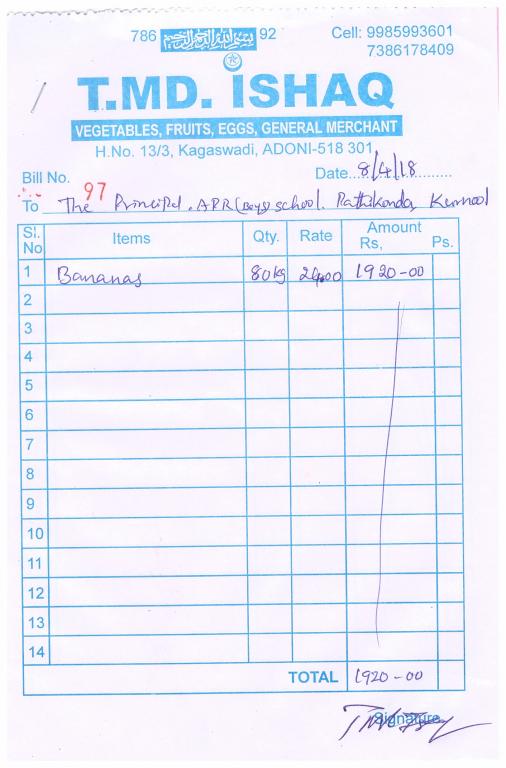 786 بسم الله الرحمن الرحيم 92 Cell: 9985993601
7386178409
T.MD. ISHAQ
VEGETABLES, FRUITS, EGGS, GENERAL MERCHANT
H.No. 13/3, Kagaswadi, ADONI-518 301
Bill No. 97 Date 8/4/18
To The Principal, APR (Boys) school. Pathikonda, Kurnool
Sl. No Items Qty. Rate Amount Rs, Ps.
1 Bananas 80kg 24.00 1920-00
2
3
4
5
6
7
8
9
10
11
12
13
14
TOTAL 1920-00
Signature